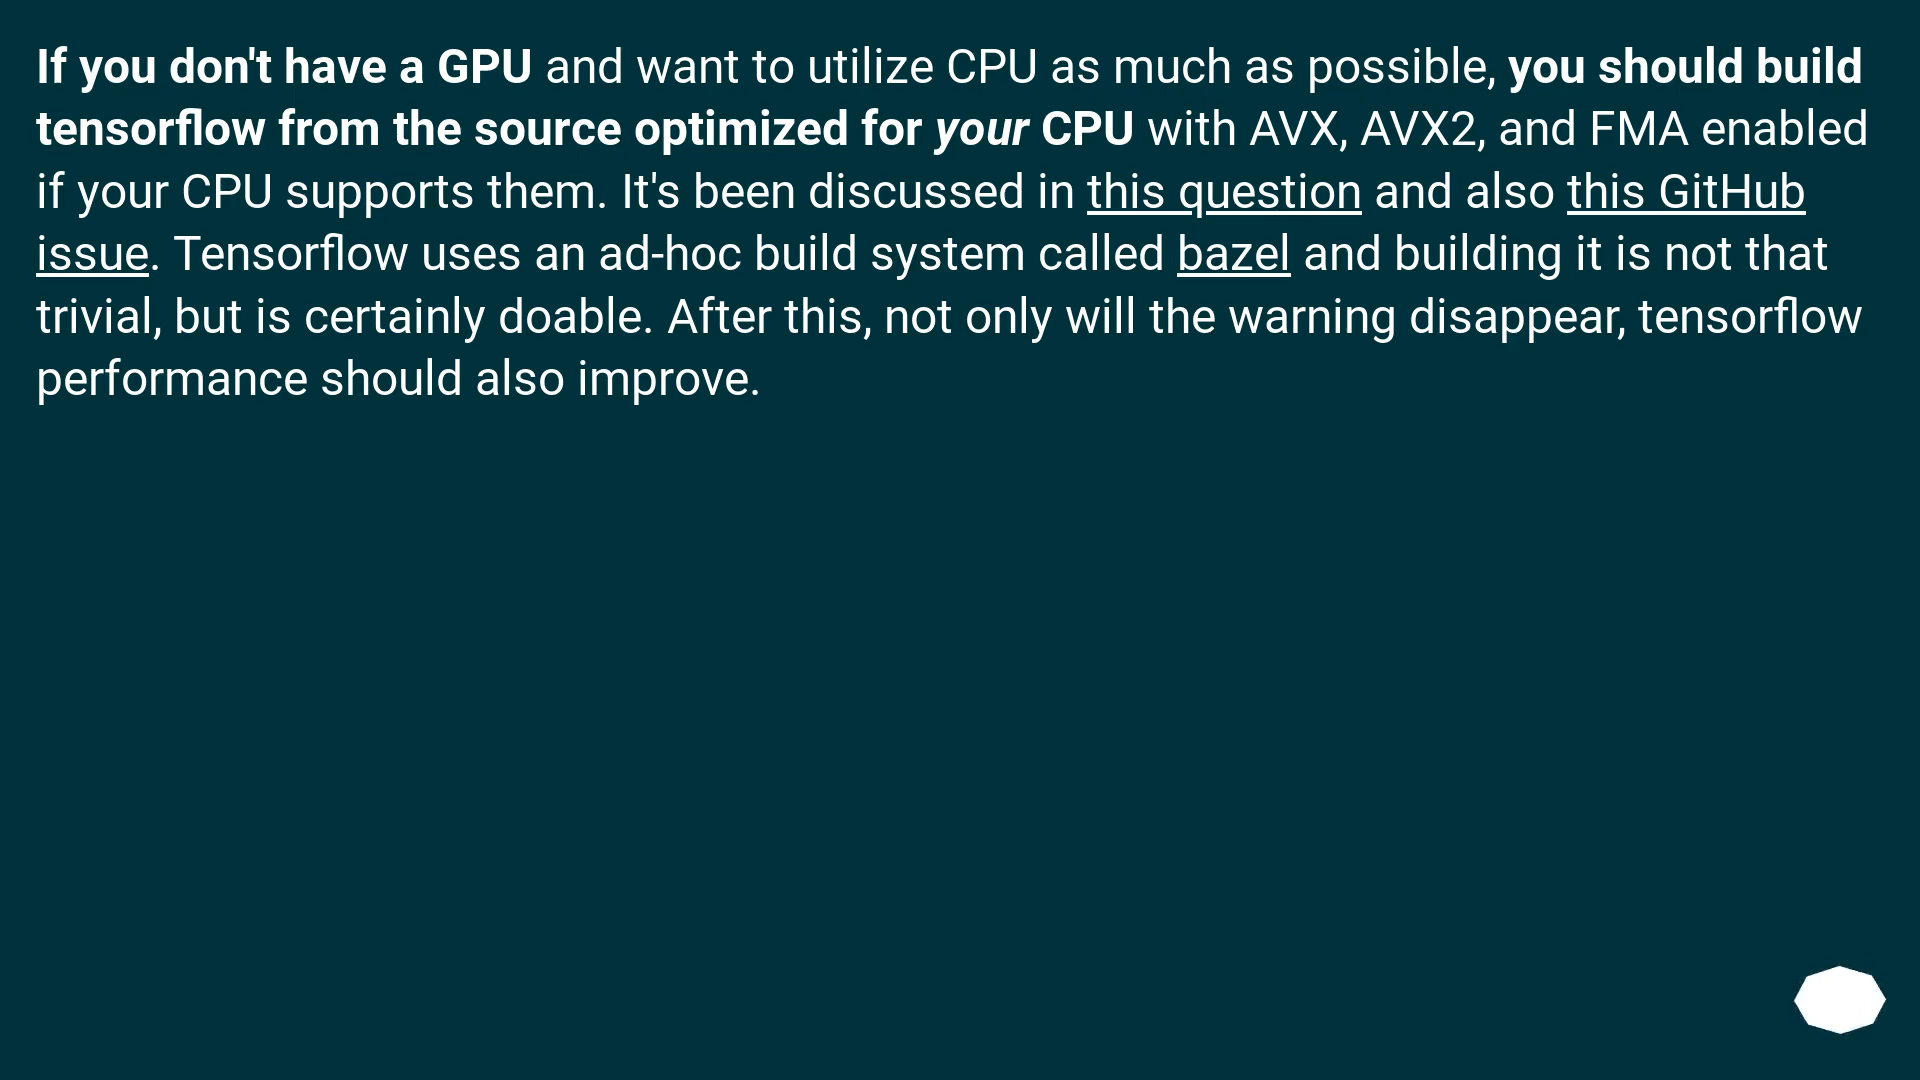 If you don't have a GPU and want to utilize CPU as much as possible, you should build
tensorflow from the source optimized for your CPU with AVX, AVX2, and FMA enabled
if your CPU supports them. It's been discussed in this question and also this GitHub
issue. Tensorflow uses an ad-hoc build system called bazel and building it is not that
trivial, but is certainly doable. After this, not only will the warning disappear, tensorflow
performance should also improve.